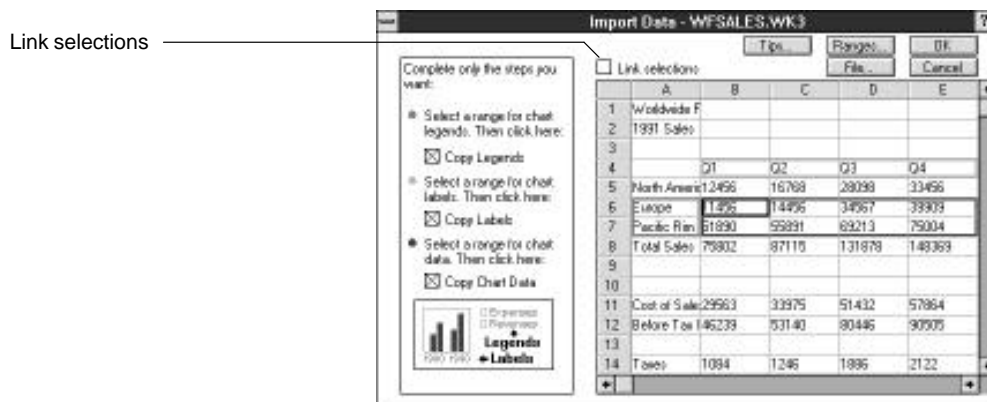 Link selections
Import Data - WFSALES.WK3
?
Tips... Ranges... OK
File... Cancel
Link selections
Complete only the steps you
want:
Select a range for chart
legends. Then click here:
Copy Legends
Select a range for chart
labels. Then click here:
Copy Labels
Select a range for chart
data. Then click here:
Copy Chart Data
Expenses
Revenues
Legends
1990 1990 Labels
A B C D E
1 Worldwide F
2 1991 Sales
3
4 Q1 Q2 Q3 Q4
5 North Americ 12456 16768 28098 33456
6 Europe 11456 14456 34567 39909
7 Pacific Rim 51890 55891 69213 75004
8 Total Sales 75802 87115 131878 148369
9
10
11 Cost of Sale 29563 33975 51432 57864
12 Before Tax I 46239 53140 80446 90505
13
14 Taxes 1084 1246 1886 2122